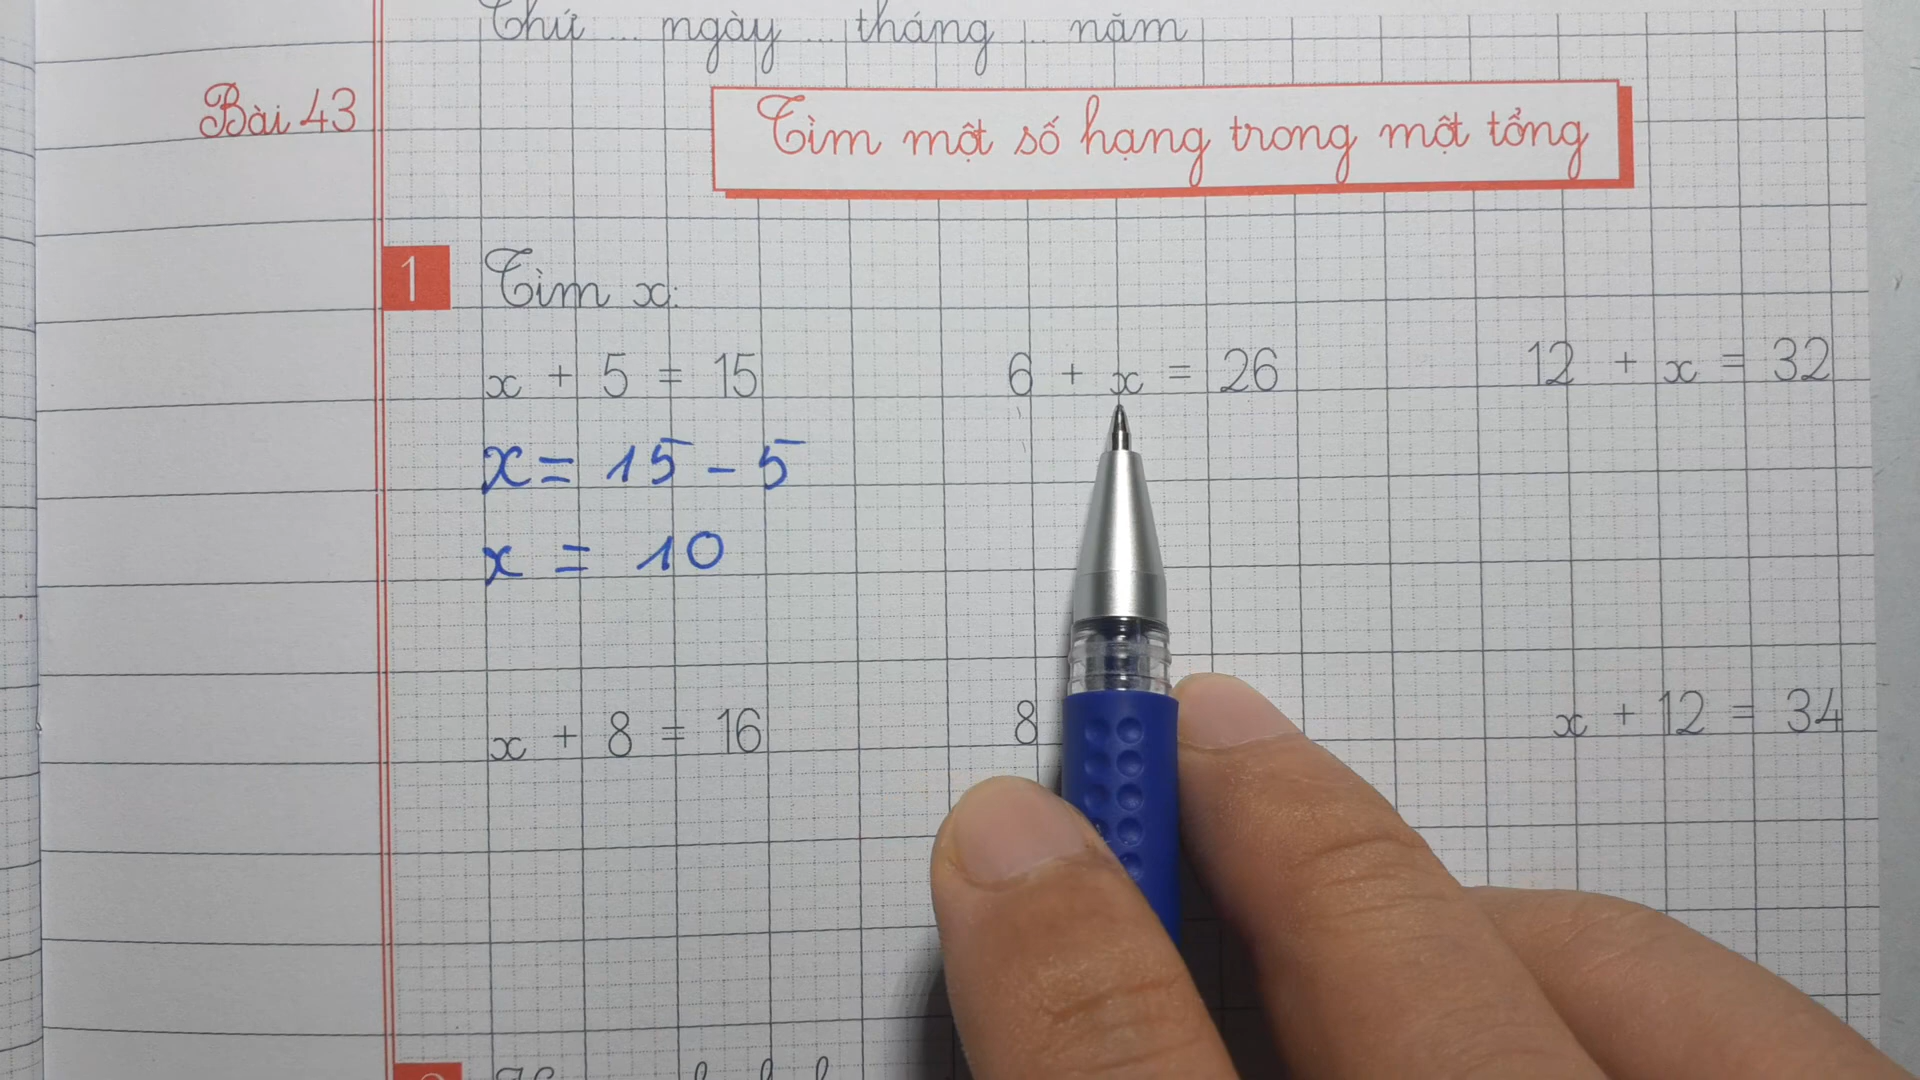 Thứ ... ngày ... tháng ... năm
Bài 43
Tìm một số hạng trong một tổng
1 Tìm x:
x + 5 = 15 6 + x = 26 12 + x = 32
x = 15 - 5
x = 10
x + 8 = 16 8 x + 12 = 34